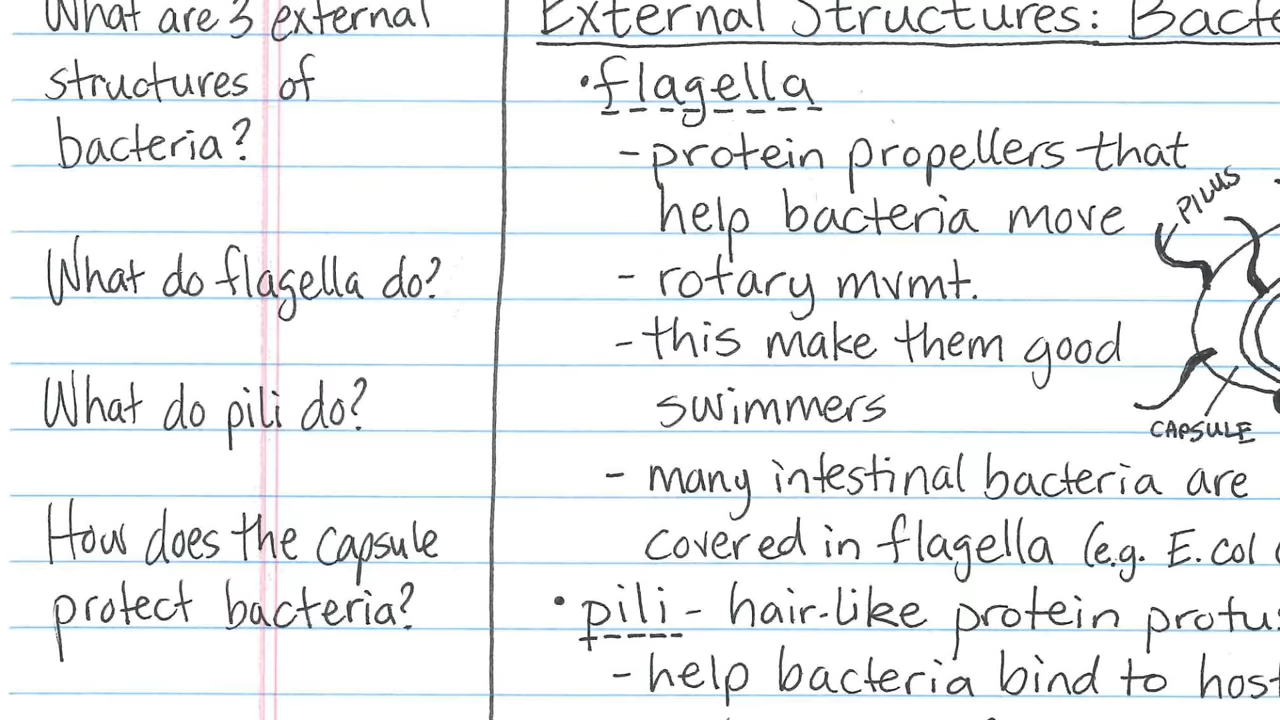 What are 3 external
structures of
bacteria?
What do flagella do?
What do pili do?
How does the capsule
protect bacteria?
External Structures: Bacte
•flagella
-protein propellers that
help bacteria move
- rotary mvmt.
-this make them good
swimmers
- many intestinal bacteria are
covered in flagella (e.g. E.col
•pili - hair-like protein protu
-help bacteria bind to host
PILUS
CAPSULE